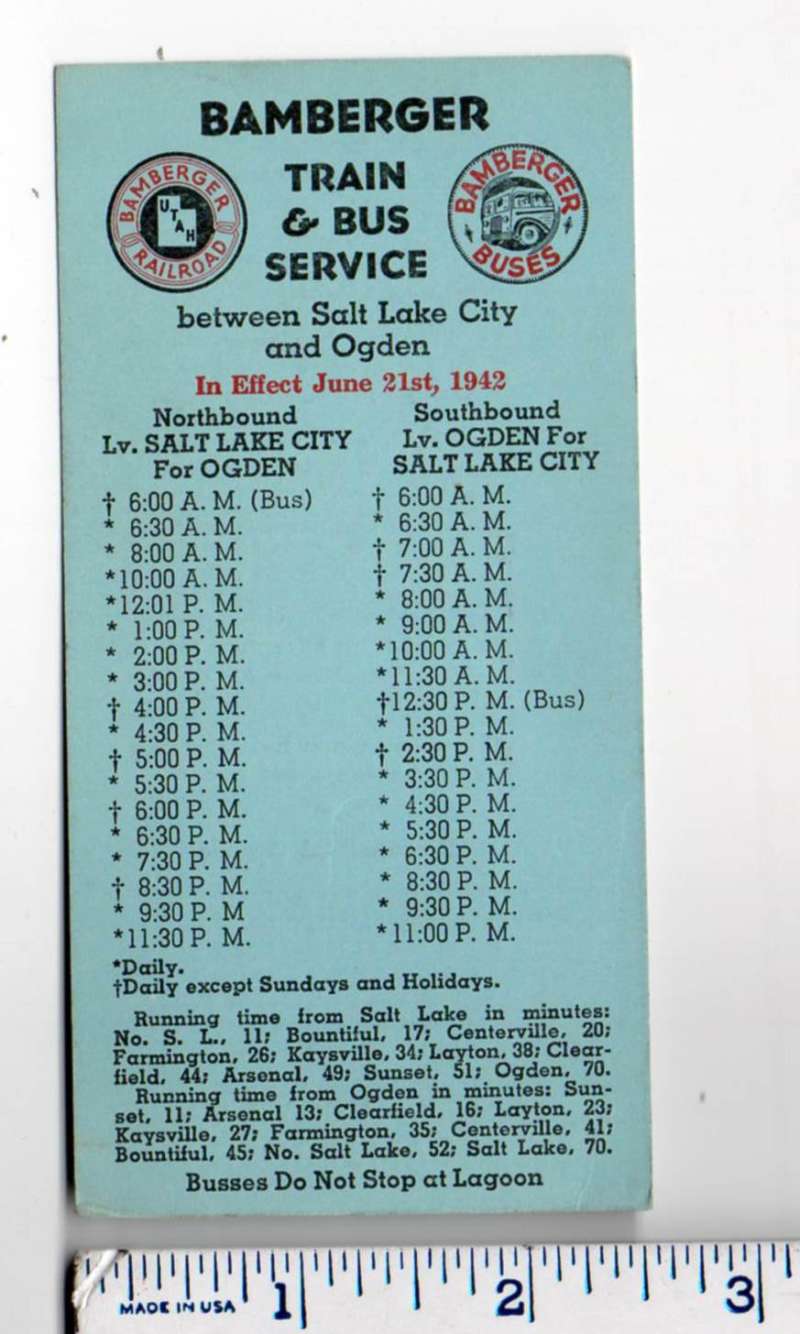 BAMBERGER
BAMBERGER
UTAH
RAILROAD
TRAIN
& BUS
SERVICE
BAMBERGER
BUSES
between Salt Lake City
and Ogden
In Effect June 21st, 1942
Northbound
Lv. SALT LAKE CITY
For OGDEN
† 6:00 A. M. (Bus)
* 6:30 A. M.
* 8:00 A. M.
*10:00 A. M.
*12:01 P. M.
* 1:00 P. M.
* 2:00 P. M.
* 3:00 P. M.
† 4:00 P. M.
* 4:30 P. M.
† 5:00 P. M.
* 5:30 P. M.
† 6:00 P. M.
* 6:30 P. M.
* 7:30 P. M.
† 8:30 P. M.
* 9:30 P. M
*11:30 P. M.
Southbound
Lv. OGDEN For
SALT LAKE CITY
† 6:00 A. M.
* 6:30 A. M.
† 7:00 A. M.
† 7:30 A. M.
* 8:00 A. M.
* 9:00 A. M.
*10:00 A. M.
*11:30 A. M.
†12:30 P. M. (Bus)
* 1:30 P. M.
† 2:30 P. M.
* 3:30 P. M.
* 4:30 P. M.
* 5:30 P. M.
* 6:30 P. M.
* 8:30 P. M.
* 9:30 P. M.
*11:00 P. M.
*Daily.
†Daily except Sundays and Holidays.
Running time from Salt Lake in minutes:
No. S. L., 11; Bountiful, 17; Centerville, 20;
Farmington, 26; Kaysville, 34; Layton, 38; Clear-
field, 44; Arsenal, 49; Sunset, 51; Ogden, 70.
Running time from Ogden in minutes: Sun-
set, 11; Arsenal 13; Clearfield, 16; Layton, 23;
Kaysville, 27; Farmington, 35; Centerville, 41;
Bountiful, 45; No. Salt Lake, 52; Salt Lake, 70.
Busses Do Not Stop at Lagoon
MADE IN USA
1
2
3